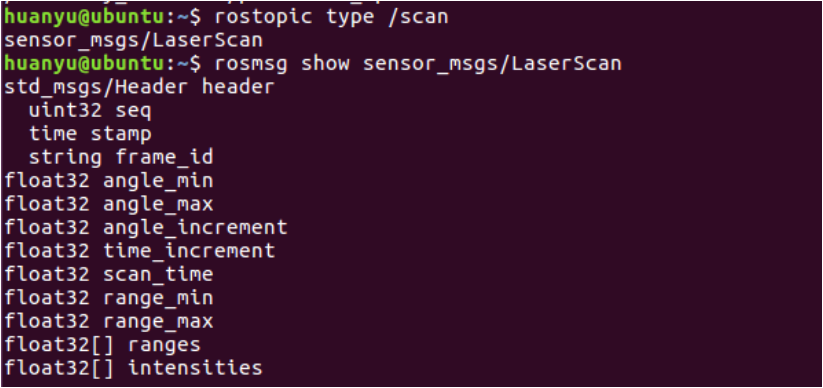 huanyu@ubuntu:~$ rostopic type /scan
sensor_msgs/LaserScan
huanyu@ubuntu:~$ rosmsg show sensor_msgs/LaserScan
std_msgs/Header header
  uint32 seq
  time stamp
  string frame_id
float32 angle_min
float32 angle_max
float32 angle_increment
float32 time_increment
float32 scan_time
float32 range_min
float32 range_max
float32[] ranges
float32[] intensities